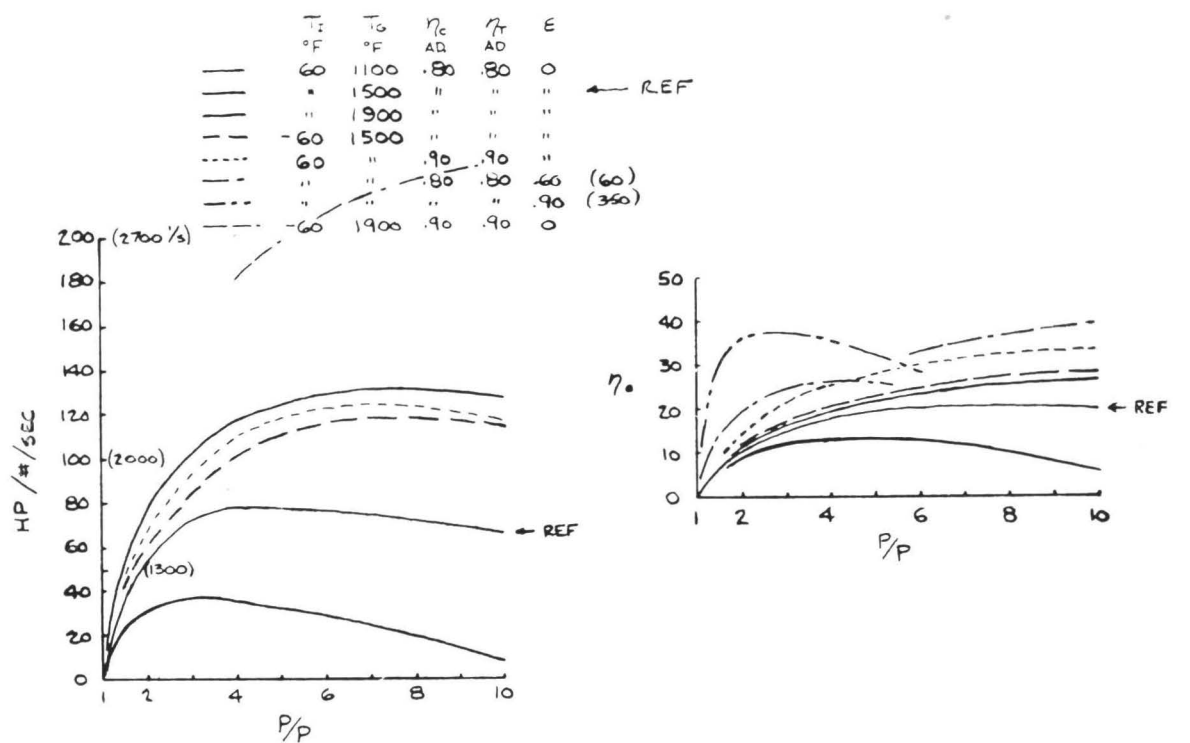 T_I T_G η_c η_T E
°F °F AD AD
60 1100 .80 .80 0
" 1500 " " " ← REF
" 1900 " " "
-60 1500 " " "
60 " .90 .90 "
" " .80 .80 .60 (60)
" " " " .90 (350)
-60 1900 .90 .90 0
200 (2700 '/s)
180
160
140
120
100 (2000)
80
60
(1300)
40
20
0
HP/#/SEC
← REF
1 2 4 6 8 10
P/P
50
40
30
20
10
0
η.
← REF
1 2 4 6 8 10
P/P